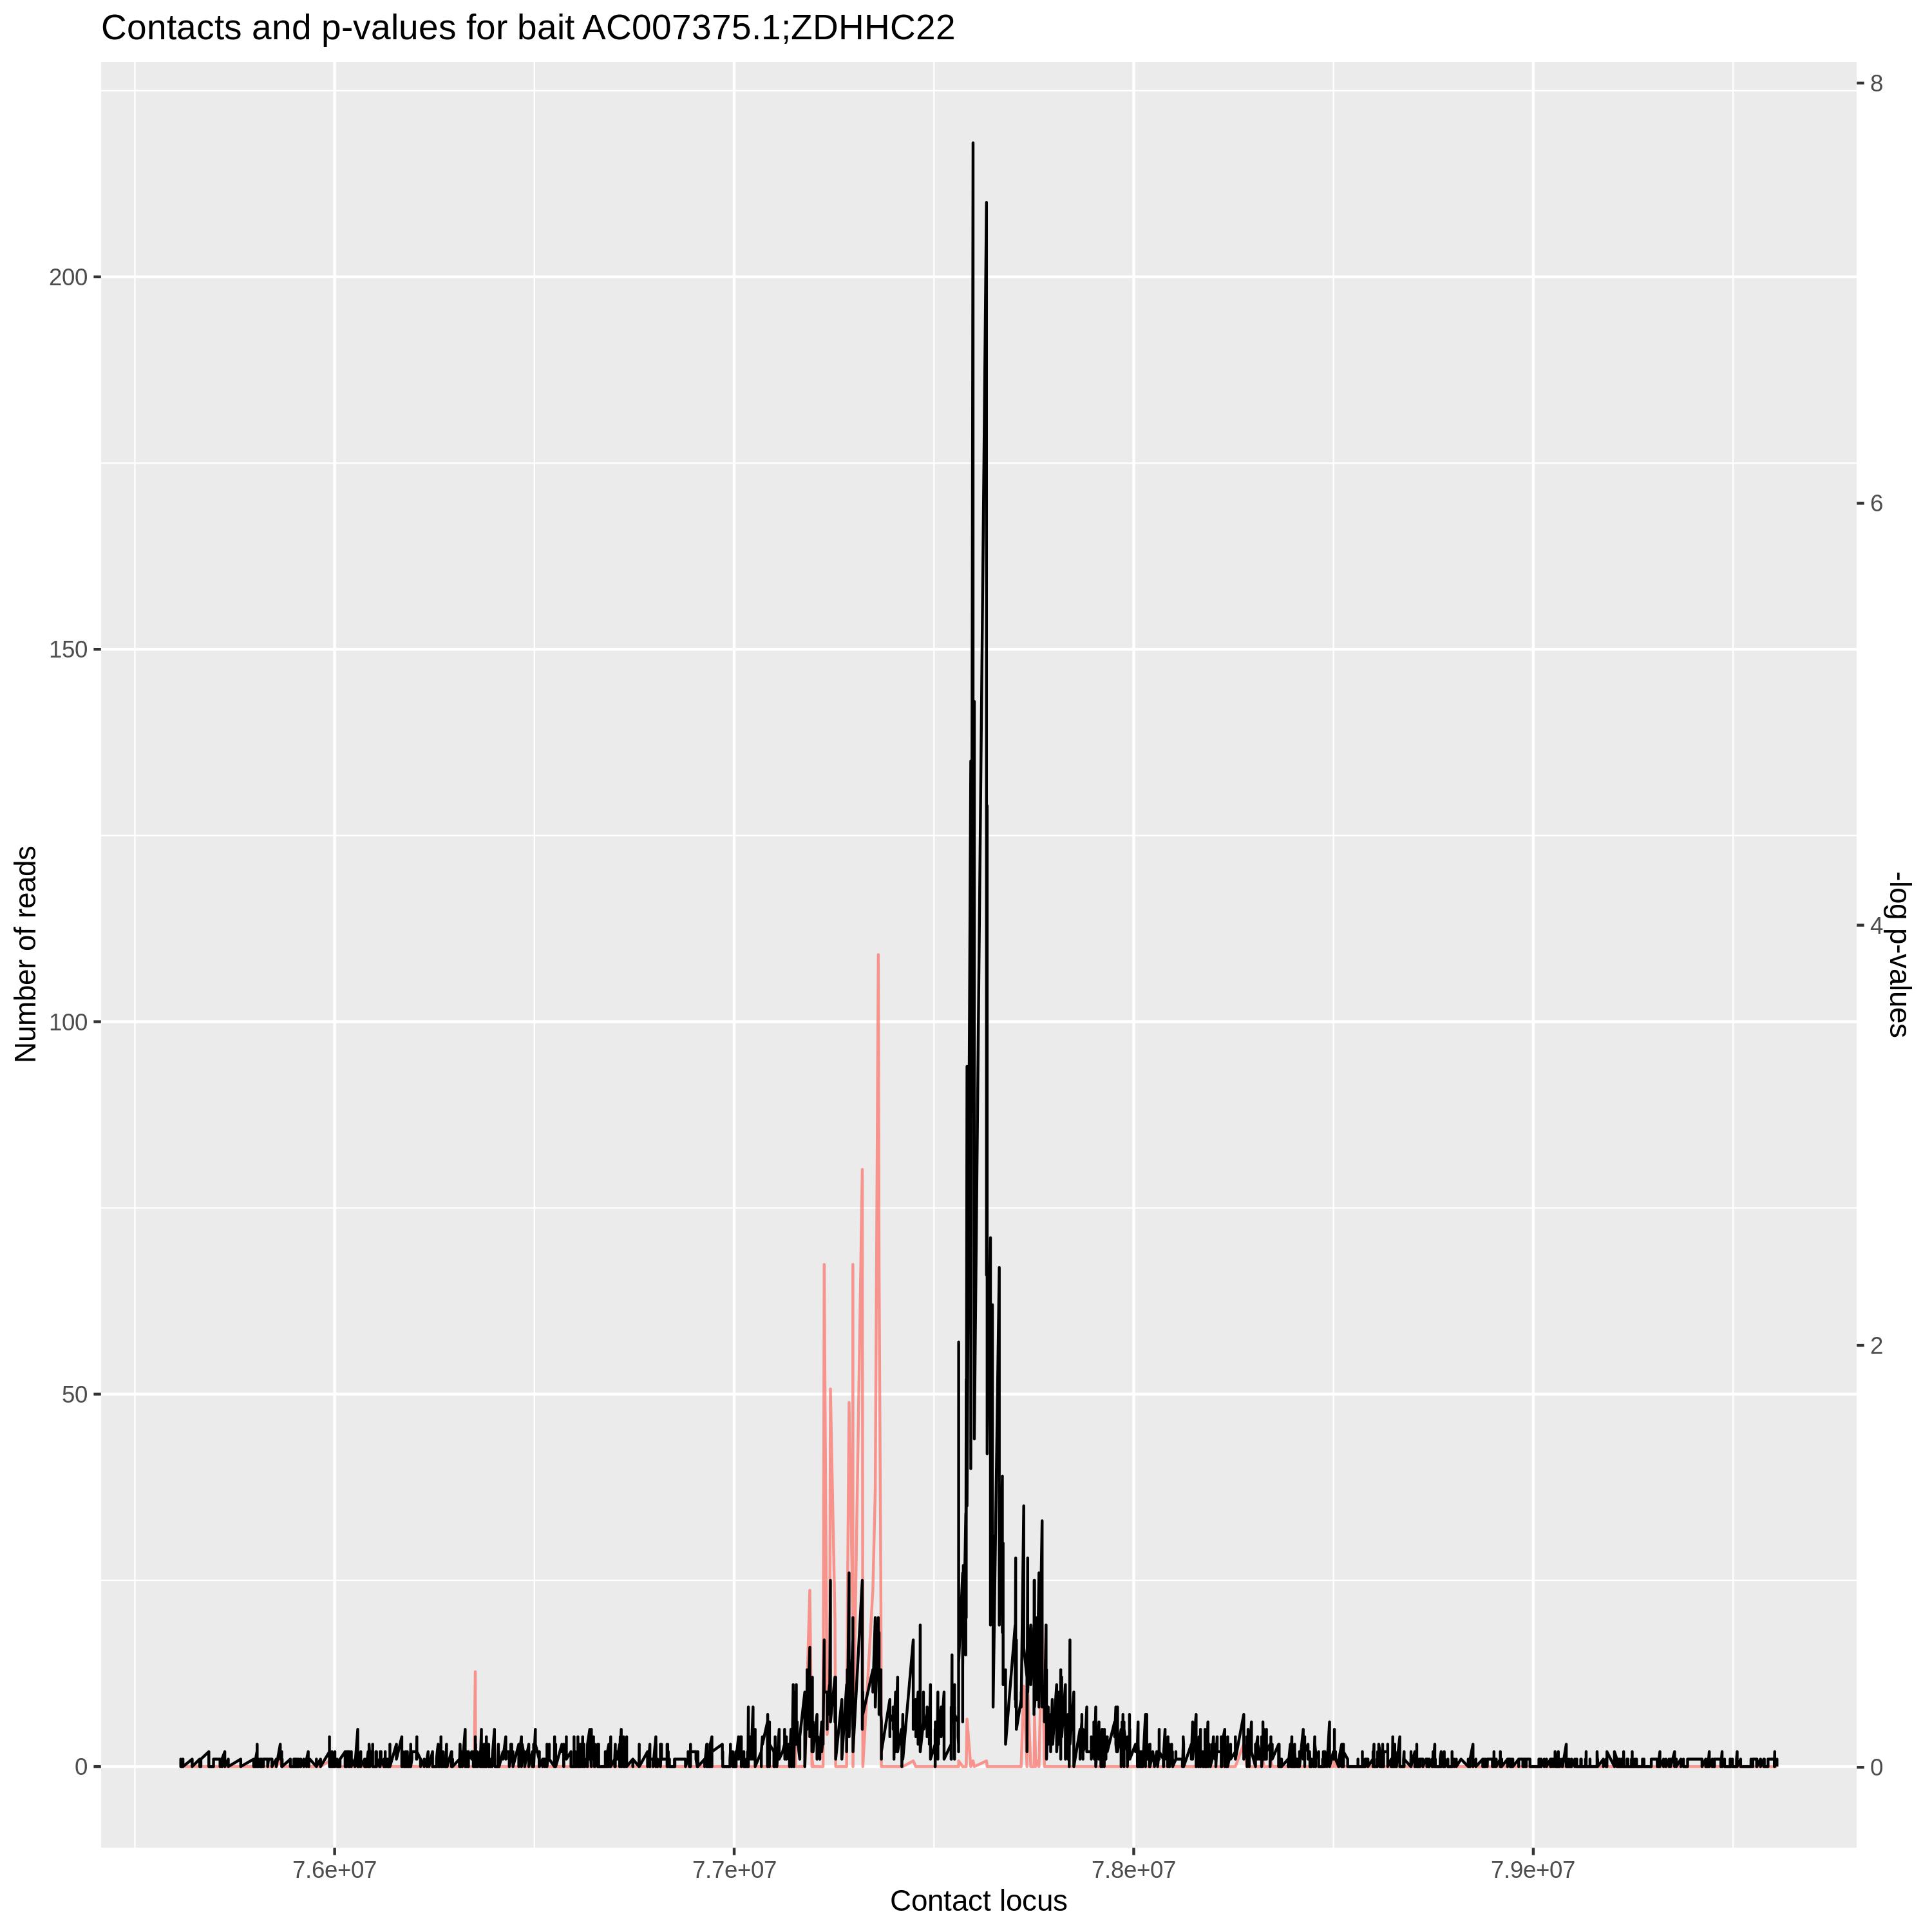 Contacts and p-values for bait AC007375.1;ZDHHC22
8
200
6
150
Number of reads
4
-log p-values
100
2
50
0
0
7.6e+07
7.7e+07
7.8e+07
7.9e+07
Contact locus